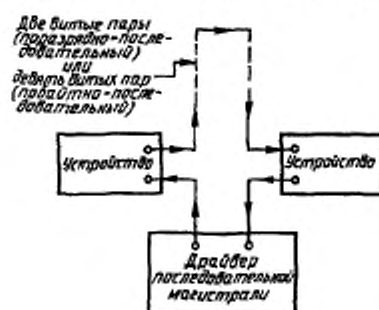 Две витые пары
(поразрядно-после-
довательный)
или
девять витых пар
(побайтно-после-
довательный)
Устройство
Устройство
Драйвер
последовательной
магистрали